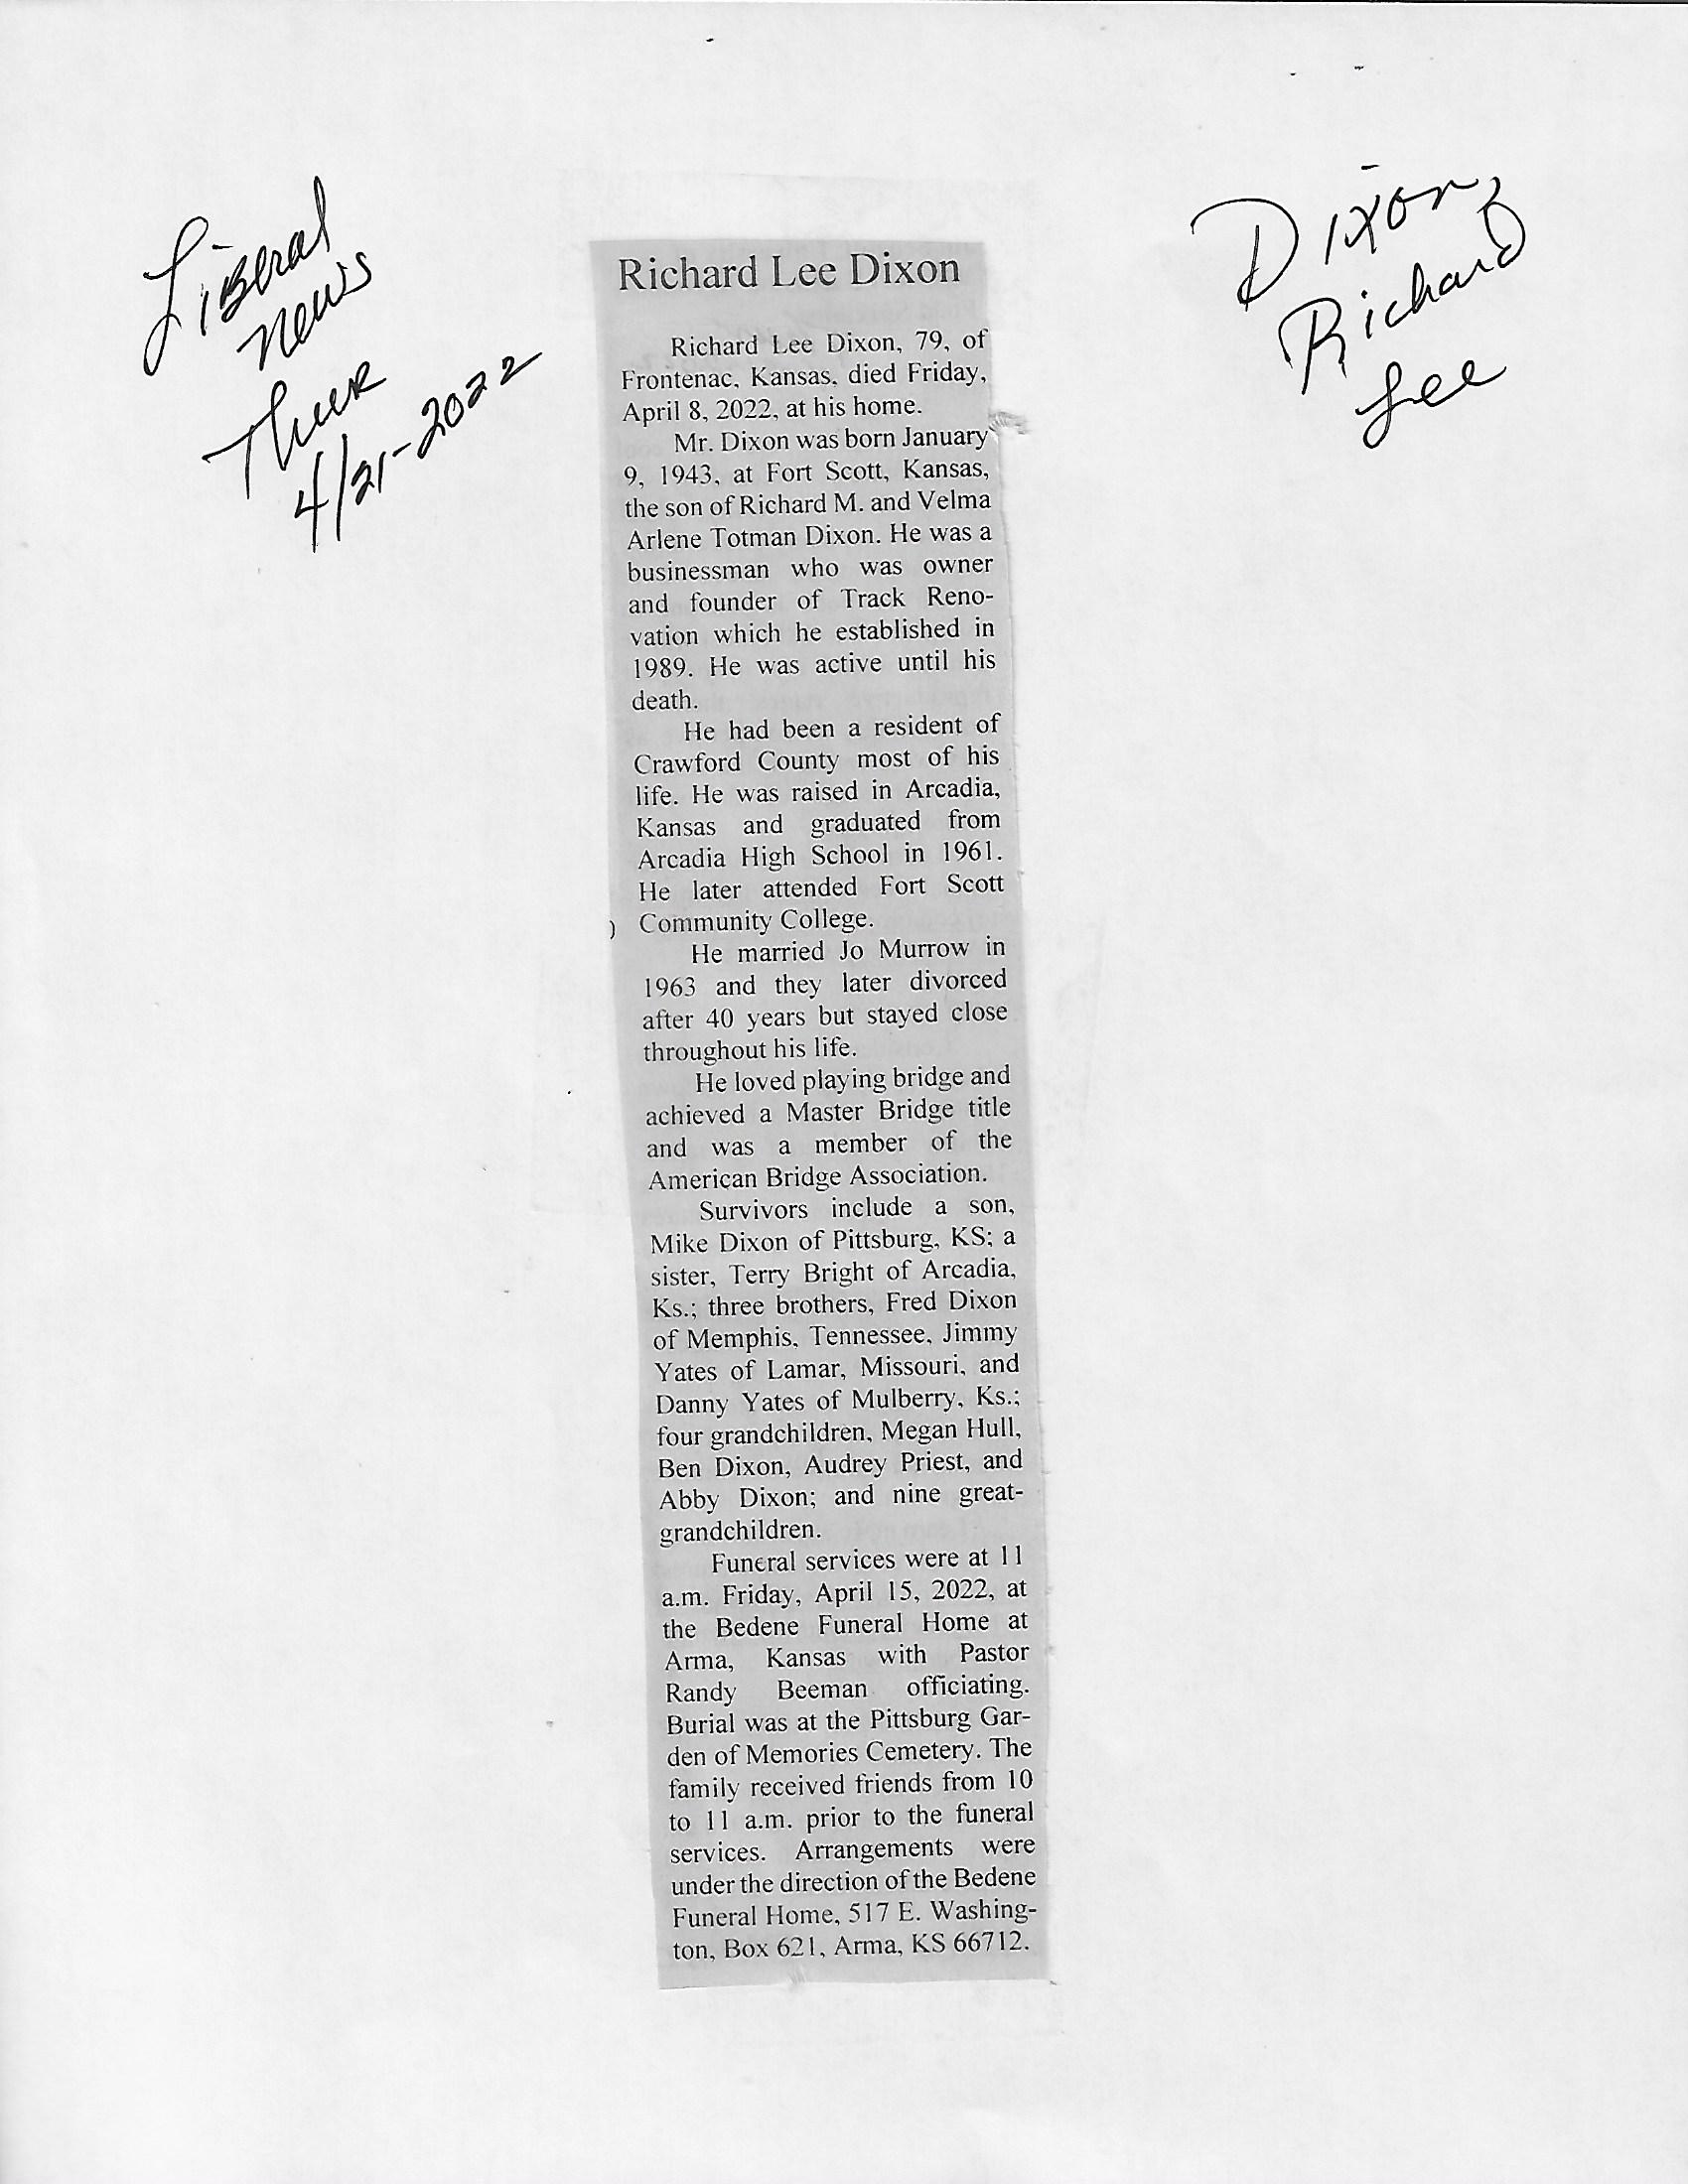 Liberal
News
Thur
4/21-2022
Dixon,
Richard
Lee
Richard Lee Dixon
Richard Lee Dixon, 79, of
Frontenac, Kansas, died Friday,
April 8, 2022, at his home.
Mr. Dixon was born January
9, 1943, at Fort Scott, Kansas,
the son of Richard M. and Velma
Arlene Totman Dixon. He was a
businessman who was owner
and founder of Track Reno-
vation which he established in
1989. He was active until his
death.
He had been a resident of
Crawford County most of his
life. He was raised in Arcadia,
Kansas and graduated from
Arcadia High School in 1961.
He later attended Fort Scott
Community College.
He married Jo Murrow in
1963 and they later divorced
after 40 years but stayed close
throughout his life.
He loved playing bridge and
achieved a Master Bridge title
and was a member of the
American Bridge Association.
Survivors include a son,
Mike Dixon of Pittsburg, KS; a
sister, Terry Bright of Arcadia,
Ks.; three brothers, Fred Dixon
of Memphis, Tennessee, Jimmy
Yates of Lamar, Missouri, and
Danny Yates of Mulberry, Ks.;
four grandchildren, Megan Hull,
Ben Dixon, Audrey Priest, and
Abby Dixon; and nine great-
grandchildren.
Funeral services were at 11
a.m. Friday, April 15, 2022, at
the Bedene Funeral Home at
Arma, Kansas with Pastor
Randy Beeman officiating.
Burial was at the Pittsburg Gar-
den of Memories Cemetery. The
family received friends from 10
to 11 a.m. prior to the funeral
services. Arrangements were
under the direction of the Bedene
Funeral Home, 517 E. Washing-
ton, Box 621, Arma, KS 66712.